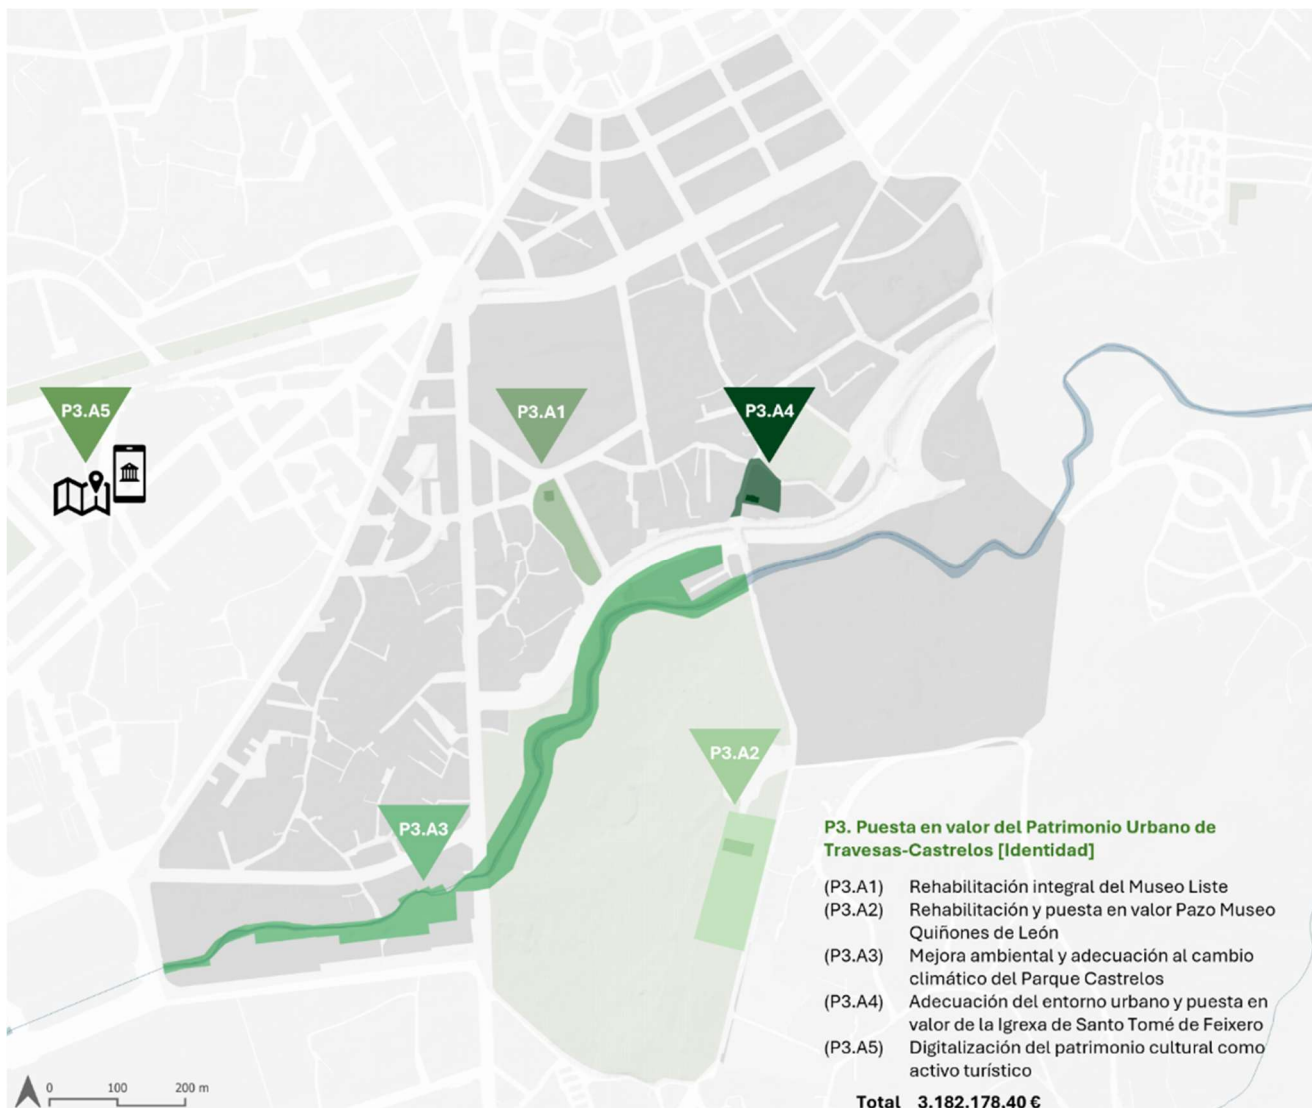 P3.A5
P3.A1
P3.A4
P3.A2
P3.A3
P3. Puesta en valor del Patrimonio Urbano de
Travesas-Castrelos [Identidad]
(P3.A1) Rehabilitación integral del Museo Liste
(P3.A2) Rehabilitación y puesta en valor Pazo Museo
Quiñones de León
(P3.A3) Mejora ambiental y adecuación al cambio
climático del Parque Castrelos
(P3.A4) Adecuación del entorno urbano y puesta en
valor de la Igrexa de Santo Tomé de Feixero
(P3.A5) Digitalización del patrimonio cultural como
activo turístico
Total 3.182.178,40 €
0 100 200 m